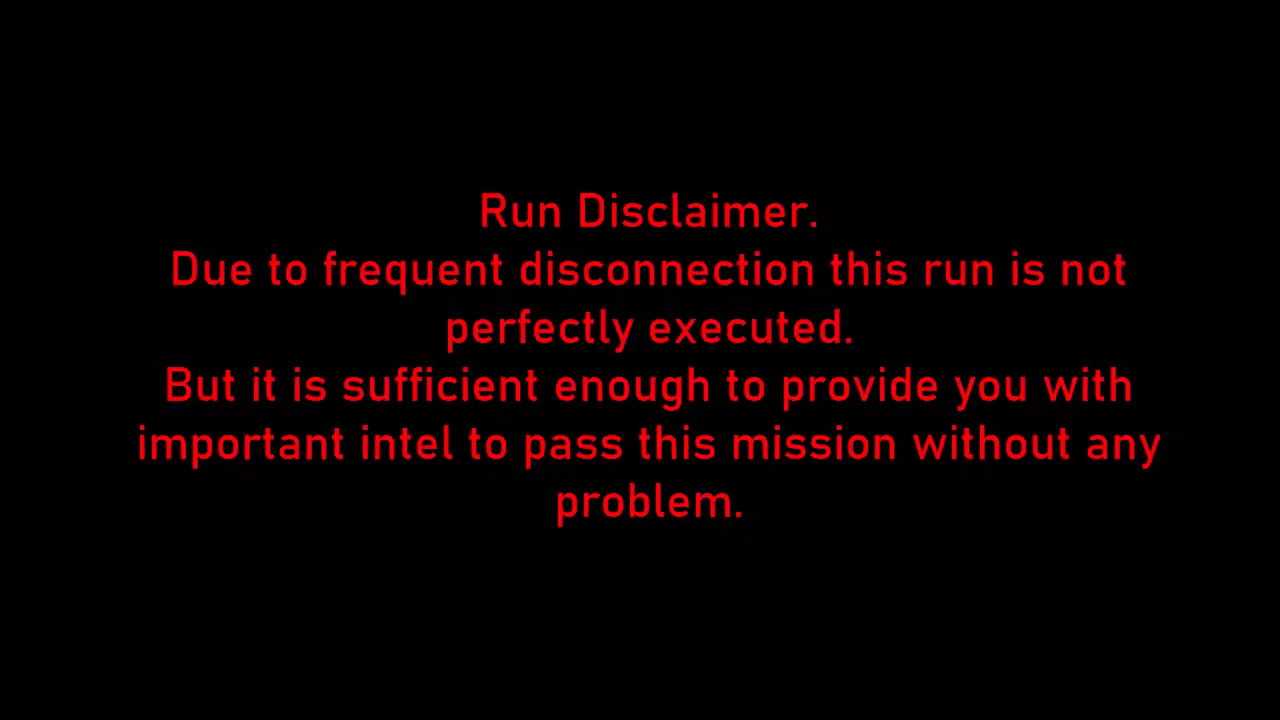 Run Disclaimer.
Due to frequent disconnection this run is not
perfectly executed.
But it is sufficient enough to provide you with
important intel to pass this mission without any
problem.